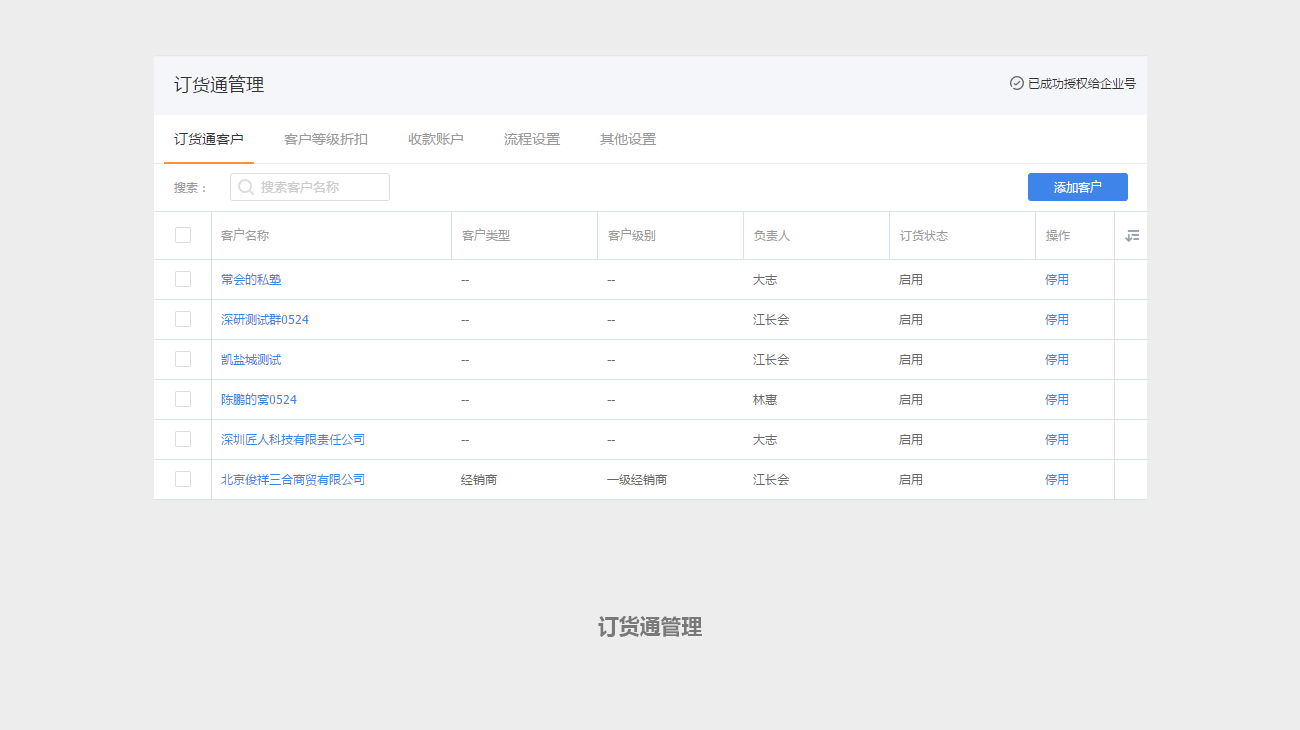 订货通管理
已成功授权给企业号
订货通客户 客户等级折扣 收款账户 流程设置 其他设置
搜索： 搜索客户名称 添加客户
客户名称 客户类型 客户级别 负责人 订货状态 操作
常会的私塾 -- -- 大志 启用 停用
深研测试群0524 -- -- 江长会 启用 停用
凯盐城测试 -- -- 江长会 启用 停用
陈鹏的窝0524 -- -- 林惠 启用 停用
深圳匠人科技有限责任公司 -- -- 大志 启用 停用
北京俊祥三合商贸有限公司 经销商 一级经销商 江长会 启用 停用
订货通管理